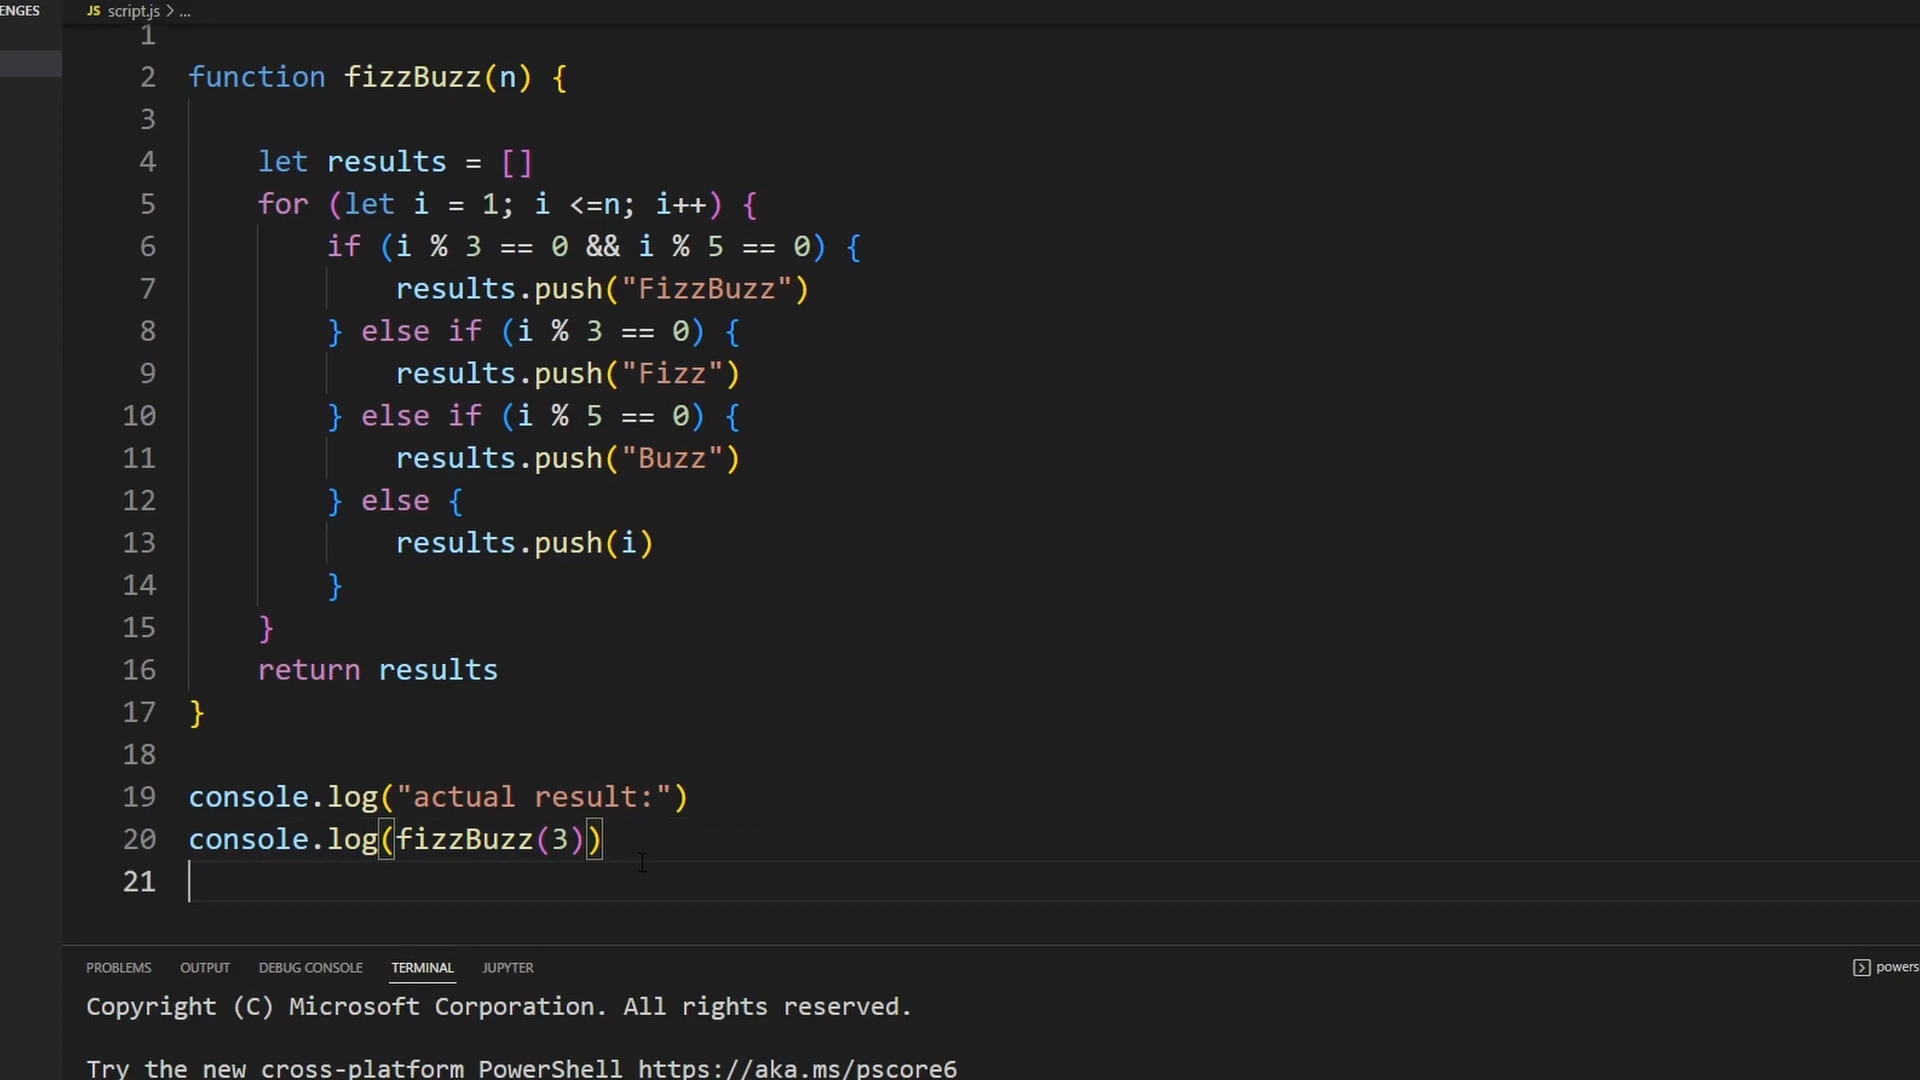 ENGES
JS script.js > ...
1
2 function fizzBuzz(n) {
3
4 let results = []
5 for (let i = 1; i <=n; i++) {
6 if (i % 3 == 0 && i % 5 == 0) {
7 results.push("FizzBuzz")
8 } else if (i % 3 == 0) {
9 results.push("Fizz")
10 } else if (i % 5 == 0) {
11 results.push("Buzz")
12 } else {
13 results.push(i)
14 }
15 }
16 return results
17 }
18
19 console.log("actual result:")
20 console.log(fizzBuzz(3))
21
PROBLEMS OUTPUT DEBUG CONSOLE TERMINAL JUPYTER powers
Copyright (C) Microsoft Corporation. All rights reserved.
Try the new cross-platform PowerShell https://aka.ms/pscore6